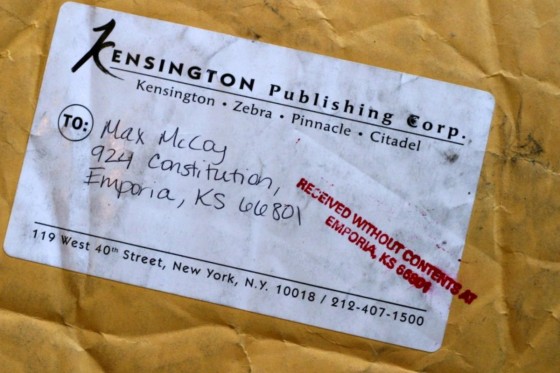 KENSINGTON Publishing Corp.
Kensington • Zebra • Pinnacle • Citadel
TO: Max McCoy
924 Constitution,
Emporia, KS 66801
RECEIVED WITHOUT CONTENTS AT
EMPORIA, KS 66801
119 West 40th Street, New York, N.Y. 10018 / 212-407-1500